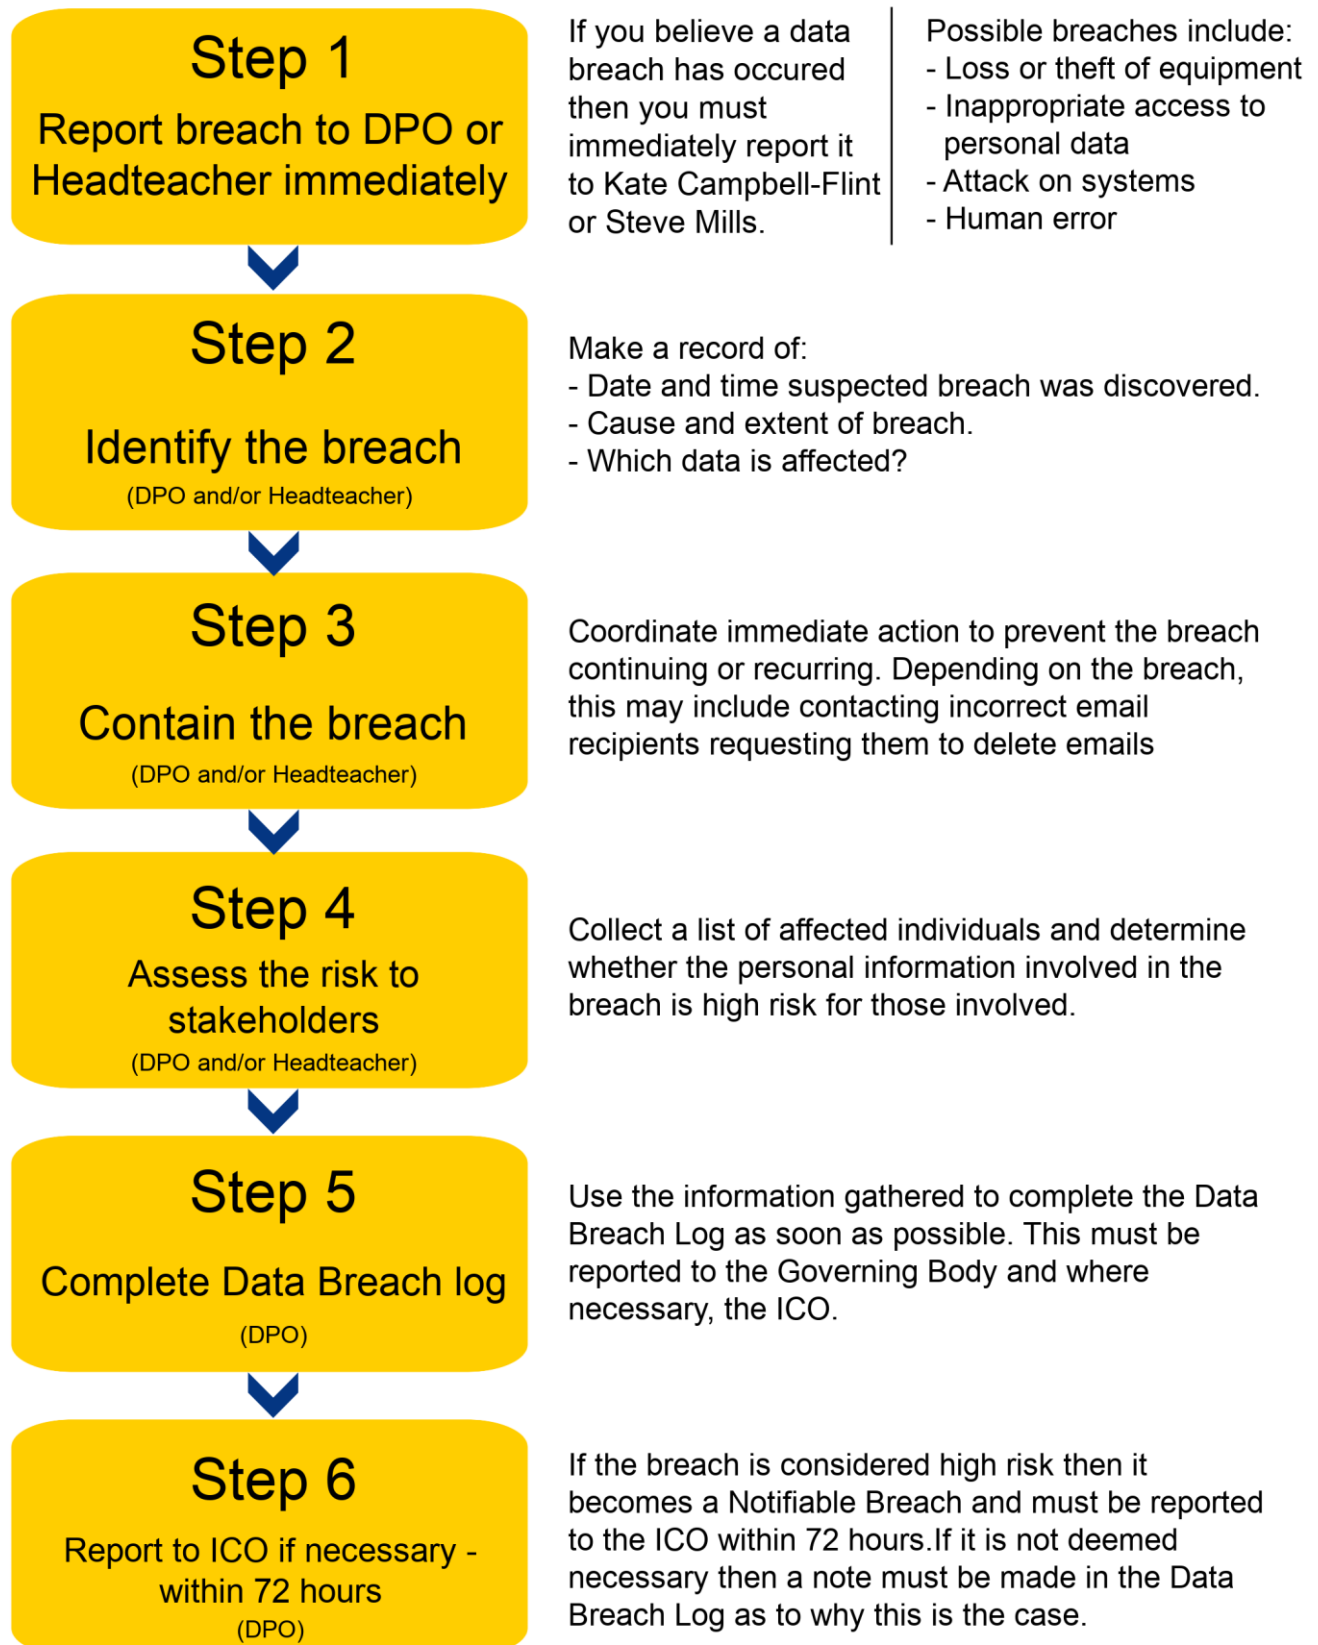 Step 1
Report breach to DPO or
Headteacher immediately
If you believe a data
breach has occured
then you must
immediately report it
to Kate Campbell-Flint
or Steve Mills.
Possible breaches include:
- Loss or theft of equipment
- Inappropriate access to
personal data
- Attack on systems
- Human error
Step 2
Identify the breach
(DPO and/or Headteacher)
Make a record of:
- Date and time suspected breach was discovered.
- Cause and extent of breach.
- Which data is affected?
Step 3
Contain the breach
(DPO and/or Headteacher)
Coordinate immediate action to prevent the breach
continuing or recurring. Depending on the breach,
this may include contacting incorrect email
recipients requesting them to delete emails
Step 4
Assess the risk to
stakeholders
(DPO and/or Headteacher)
Collect a list of affected individuals and determine
whether the personal information involved in the
breach is high risk for those involved.
Step 5
Complete Data Breach log
(DPO)
Use the information gathered to complete the Data
Breach Log as soon as possible. This must be
reported to the Governing Body and where
necessary, the ICO.
Step 6
Report to ICO if necessary -
within 72 hours
(DPO)
If the breach is considered high risk then it
becomes a Notifiable Breach and must be reported
to the ICO within 72 hours.If it is not deemed
necessary then a note must be made in the Data
Breach Log as to why this is the case.